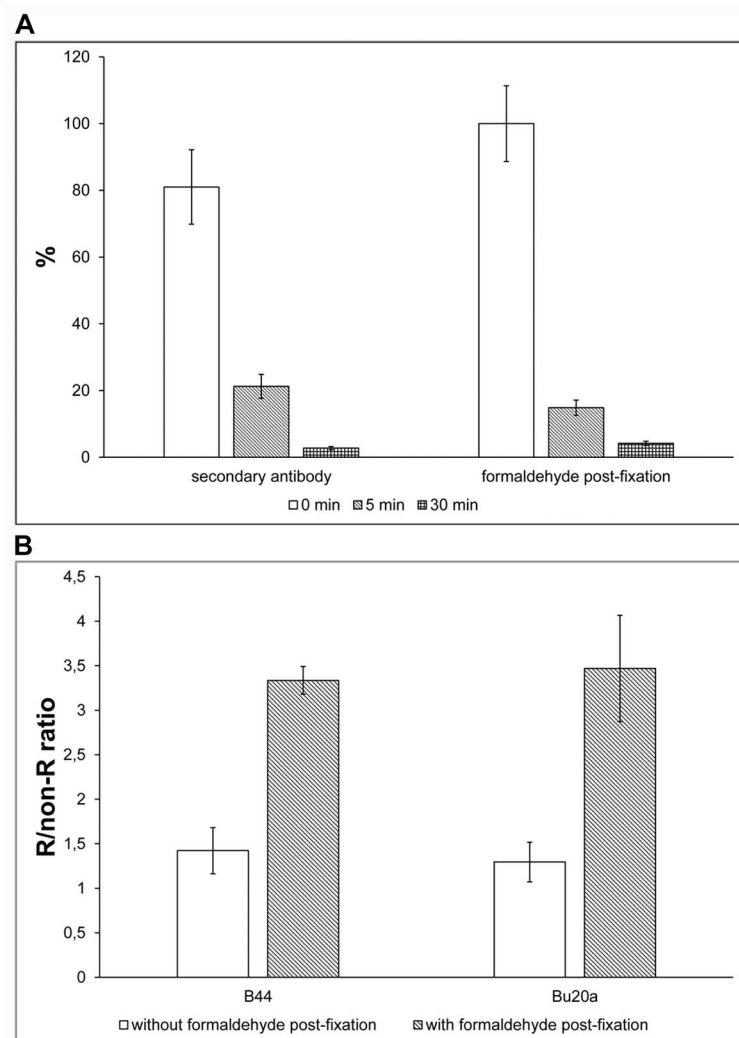 A
120
100
80
60
40
20
0
%
secondary antibody formaldehyde post-fixation
0 min 5 min 30 min
B
4,5
4
3,5
3
2,5
2
1,5
1
0,5
0
R/non-R ratio
B44 Bu20a
without formaldehyde post-fixation with formaldehyde post-fixation